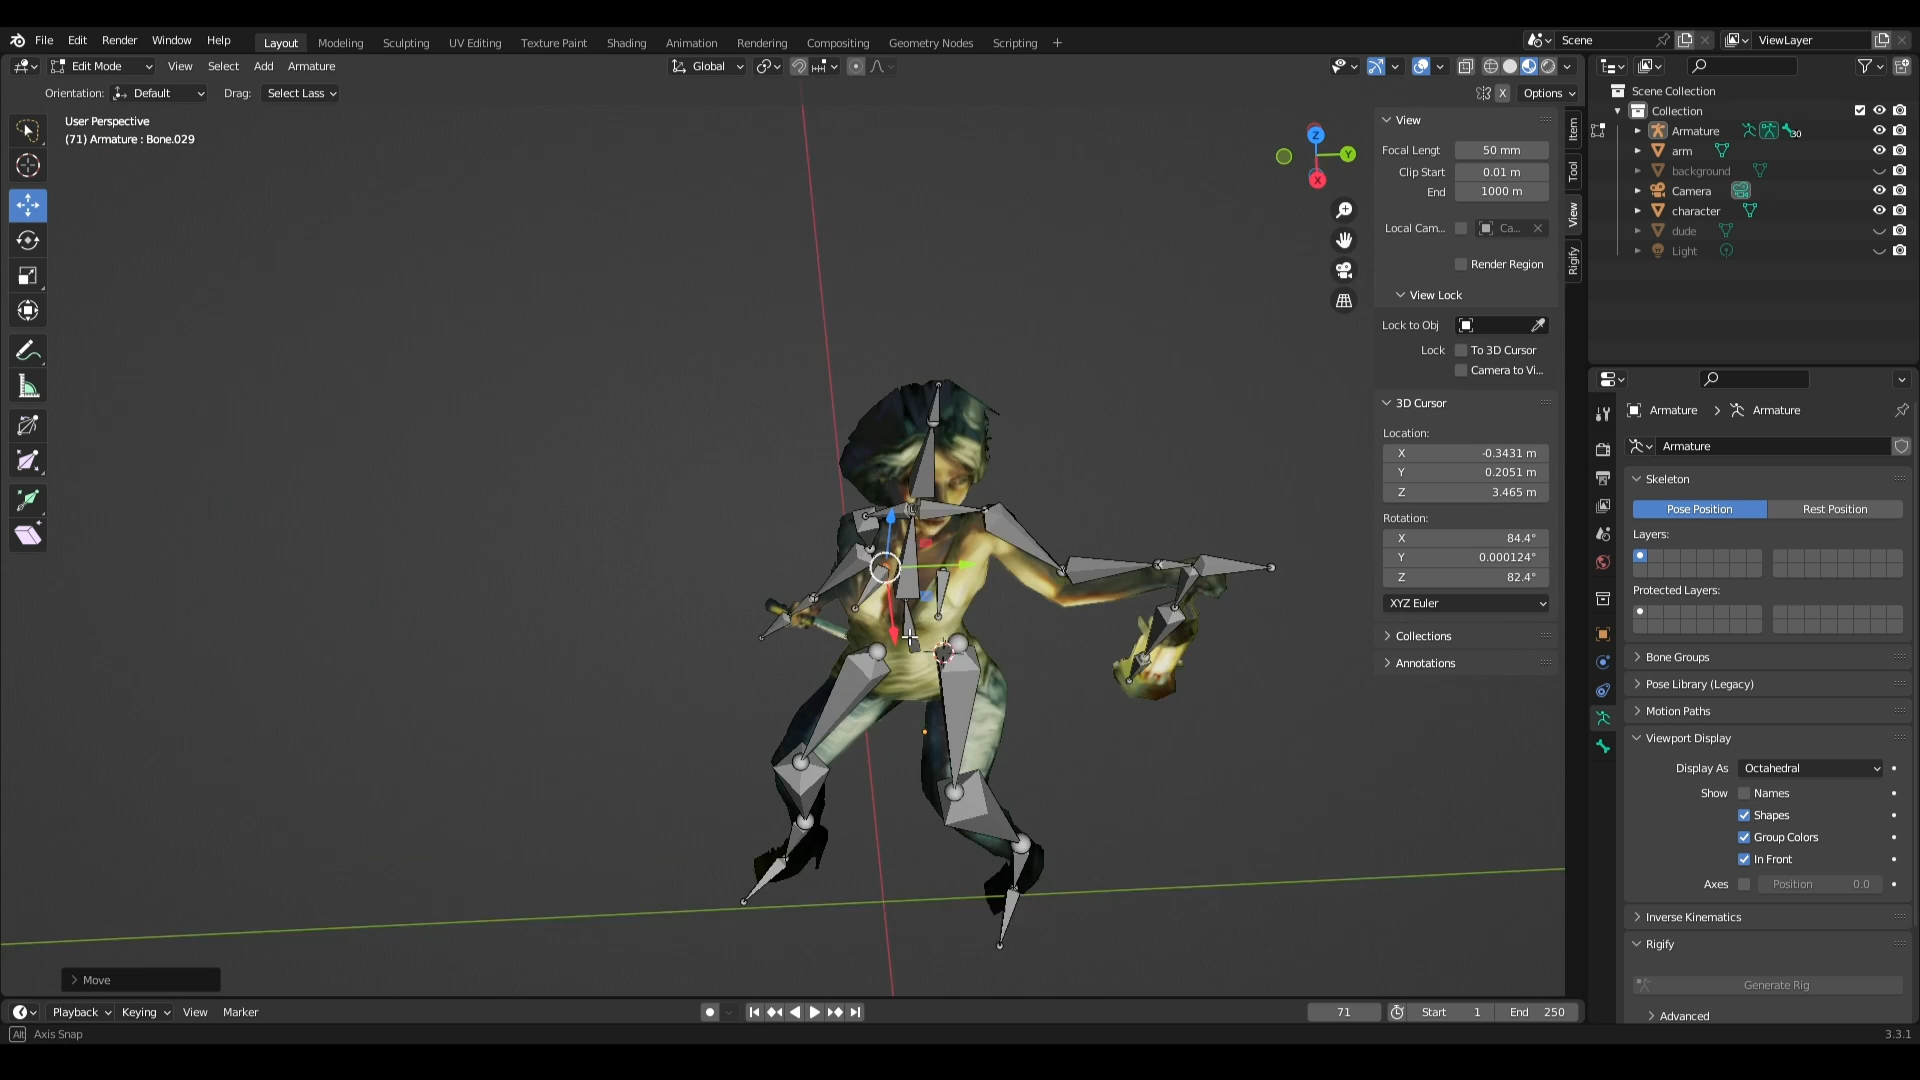 File Edit Render Window Help
Layout Modeling Sculpting UV Editing Texture Paint Shading Animation Rendering Compositing Geometry Nodes Scripting +
Scene
ViewLayer
Edit Mode View Select Add Armature
Global
Orientation: Default Drag: Select Lass
X Options
User Perspective
(71) Armature : Bone.029
Z
Y
X
View
Focal Lengt 50 mm
Clip Start 0.01 m
End 1000 m
Local Cam... Ca...
Render Region
View Lock
Lock to Obj
Lock To 3D Cursor
Camera to Vi...
3D Cursor
Location:
X -0.3431 m
Y 0.2051 m
Z 3.465 m
Rotation:
X 84.4°
Y 0.000124°
Z 82.4°
XYZ Euler
Collections
Annotations
Item
Tool
View
Rigify
Scene Collection
Collection
Armature 30
arm
background
Camera
character
dude
Light
Armature > Armature
Armature
Skeleton
Pose Position Rest Position
Layers:
Protected Layers:
Bone Groups
Pose Library (Legacy)
Motion Paths
Viewport Display
Display As Octahedral
Show Names
Shapes
Group Colors
In Front
Axes Position 0.0
Inverse Kinematics
Rigify
Generate Rig
Advanced
Move
Playback Keying View Marker
71 Start 1 End 250
Alt Axis Snap
3.3.1